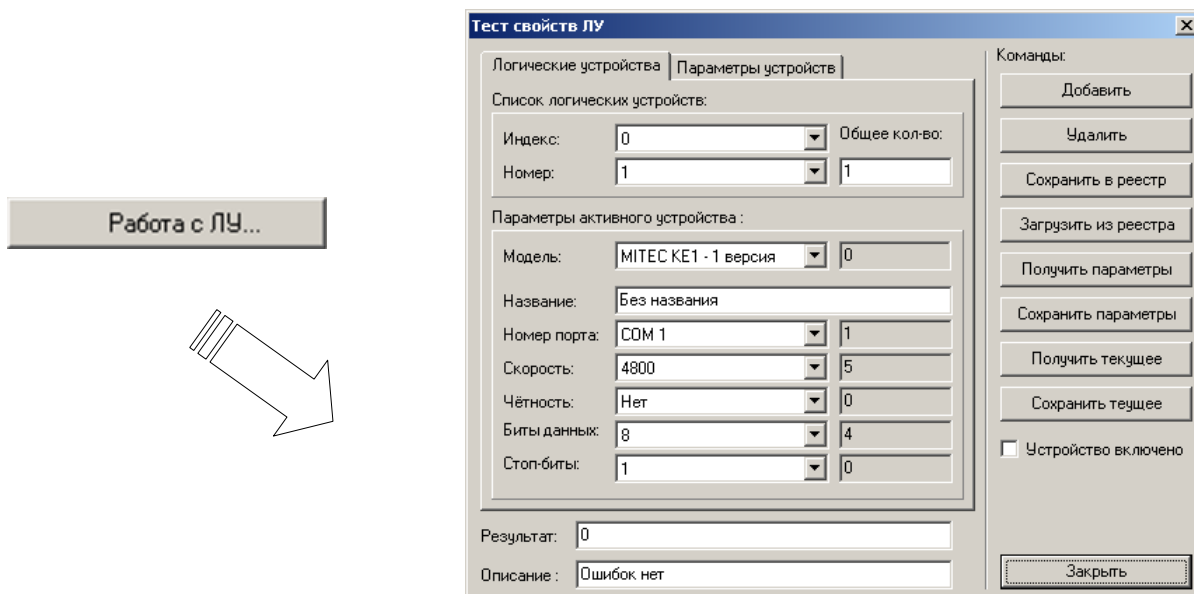 Работа с ЛУ...
Тест свойств ЛУ
Логические устройства
Параметры устройств
Список логических устройств:
Индекс: 0
Общее кол-во:
Номер: 1 1
Параметры активного устройства :
Модель: MITEC KE1 - 1 версия 0
Название: Без названия
Номер порта: COM 1 1
Скорость: 4800 5
Чётность: Нет 0
Биты данных: 8 4
Стоп-биты: 1 0
Результат: 0
Описание : Ошибок нет
Команды:
Добавить
Удалить
Сохранить в реестр
Загрузить из реестра
Получить параметры
Сохранить параметры
Получить текущее
Сохранить теущее
Устройство включено
Закрыть